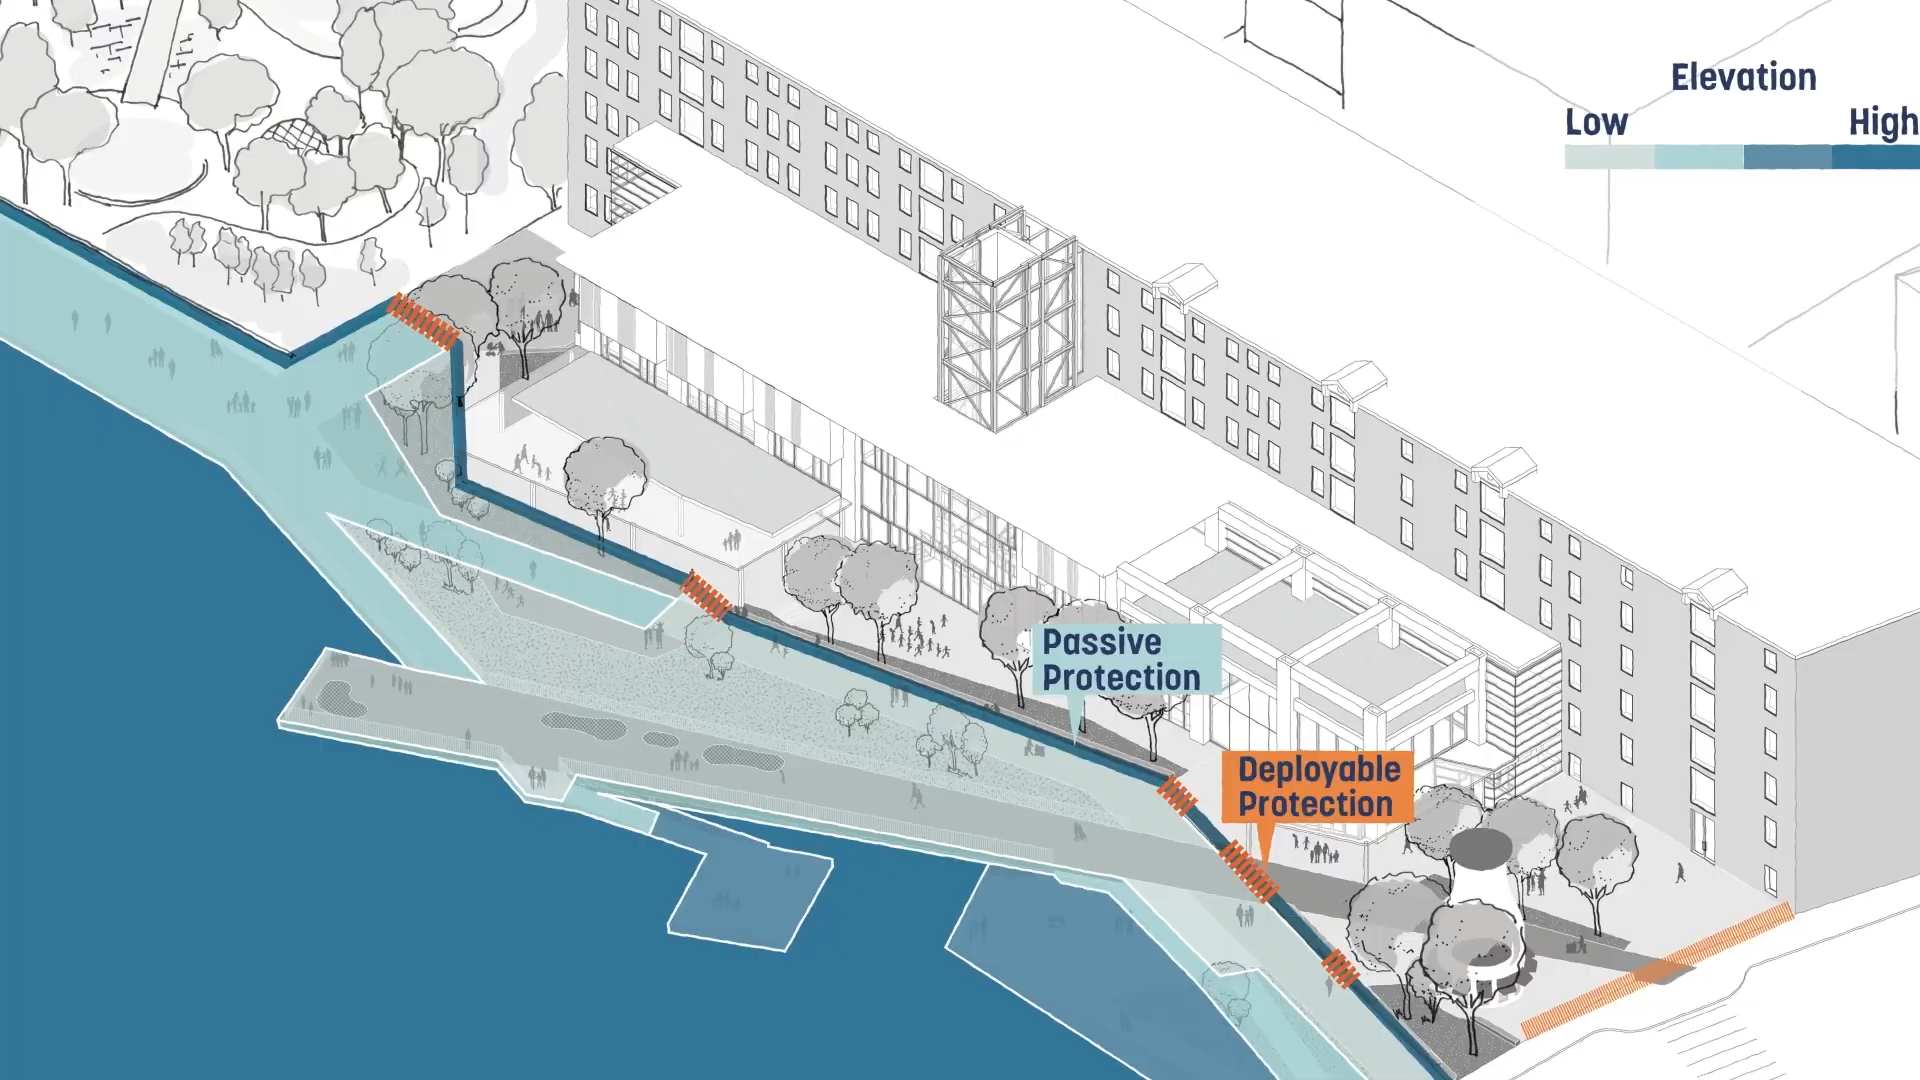 Elevation
Low High
Passive
Protection
Deployable
Protection